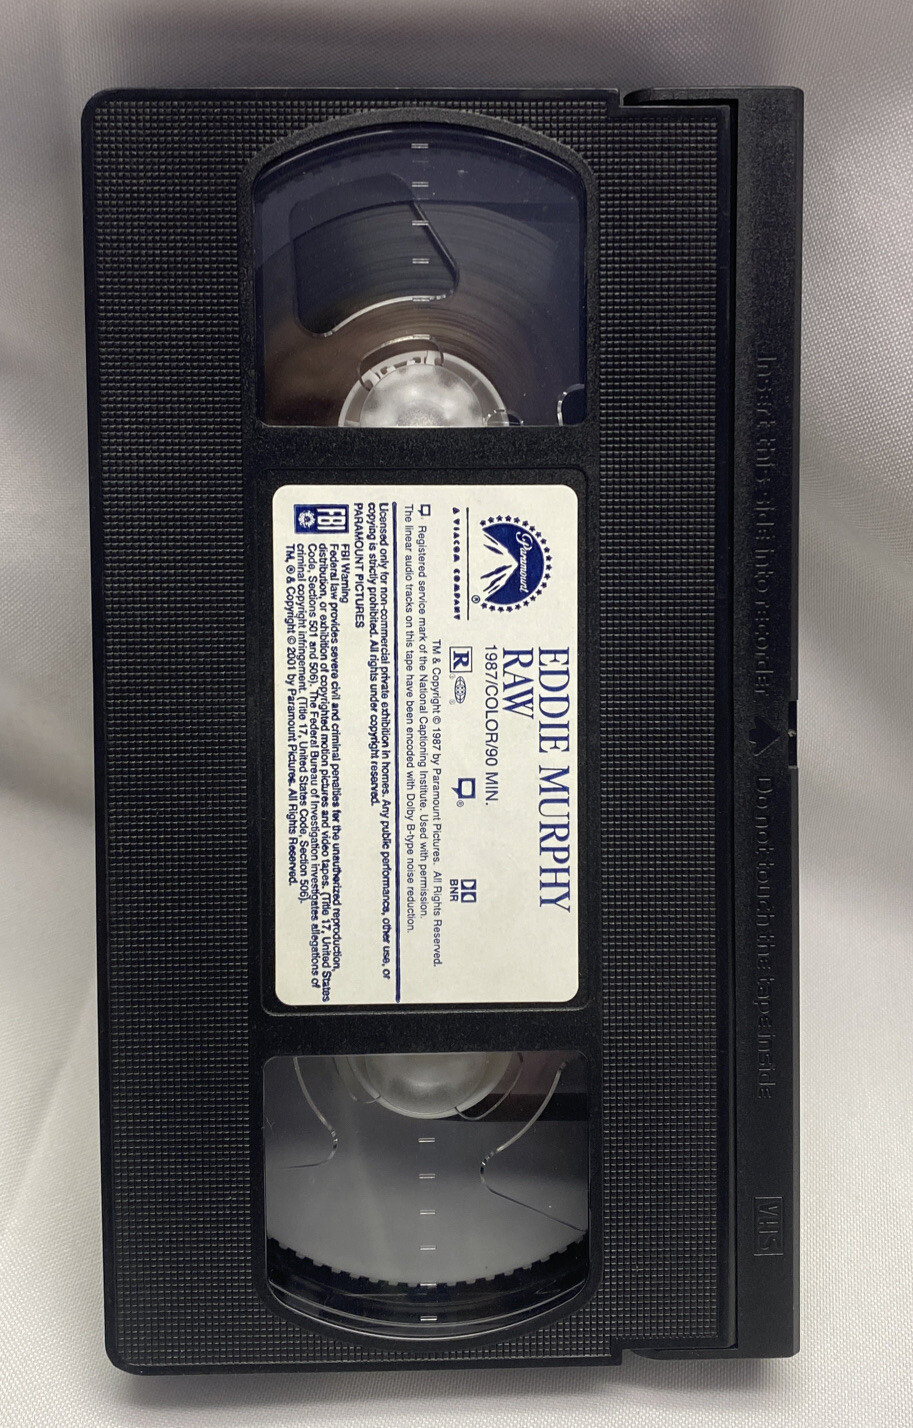 Paramount
®
A VIACOM COMPANY
EDDIE MURPHY
RAW
1987/COLOR/90 MIN.
R ® ® BNR
TM & Copyright © 1987 by Paramount Pictures. All Rights Reserved.
Registered service mark of the National Captioning Institute. Used with permission.
The linear audio tracks on this tape have been encoded with Dolby B-type noise reduction.
Licensed only for non-commercial private exhibition in homes. Any public performance, other use, or
copying is strictly prohibited. All rights under copyright reserved.
PARAMOUNT PICTURES
FBI
FBI Warning
Federal law provides severe civil and criminal penalties for the unauthorized reproduction,
distribution, or exhibition of copyrighted motion pictures and video tapes. (Title 17, United States
Code, Sections 501 and 506). The Federal Bureau of Investigation investigates allegations of
criminal copyright infringement. (Title 17, United States Code, Section 506).
TM, ® & Copyright © 2001 by Paramount Pictures. All Rights Reserved.
Insert this side into recorder ▲ Do not touch the tape inside
VHS